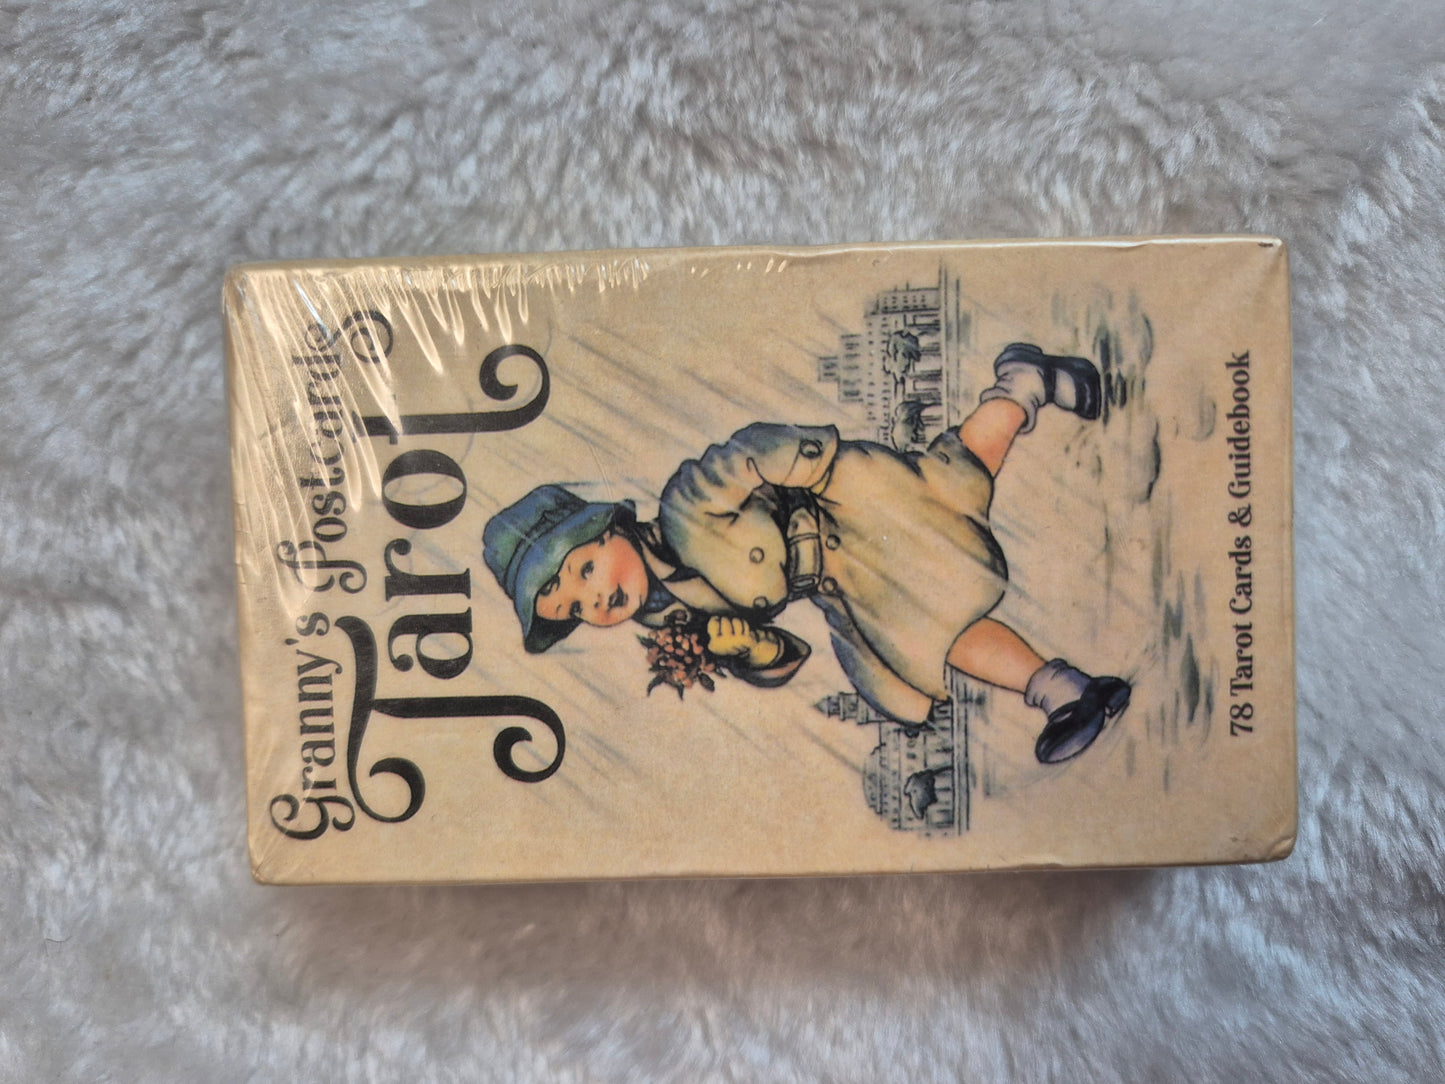 Granny's Postcards
Tarot
78 Tarot Cards & Guidebook